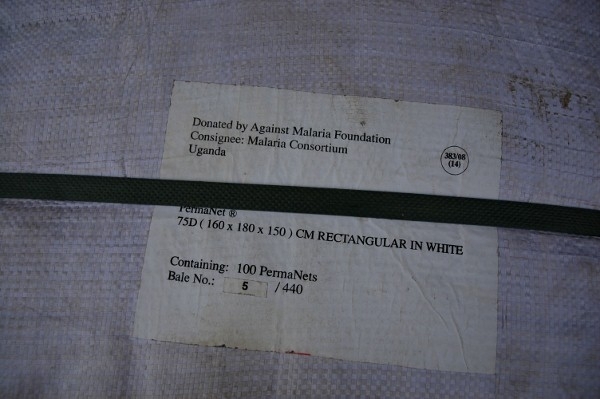 Donated by Against Malaria Foundation
Consignee: Malaria Consortium
Uganda
383/08
(14)
PermaNet ®
75D ( 160 x 180 x 150 ) CM RECTANGULAR IN WHITE
Containing: 100 PermaNets
Bale No.: 5 / 440